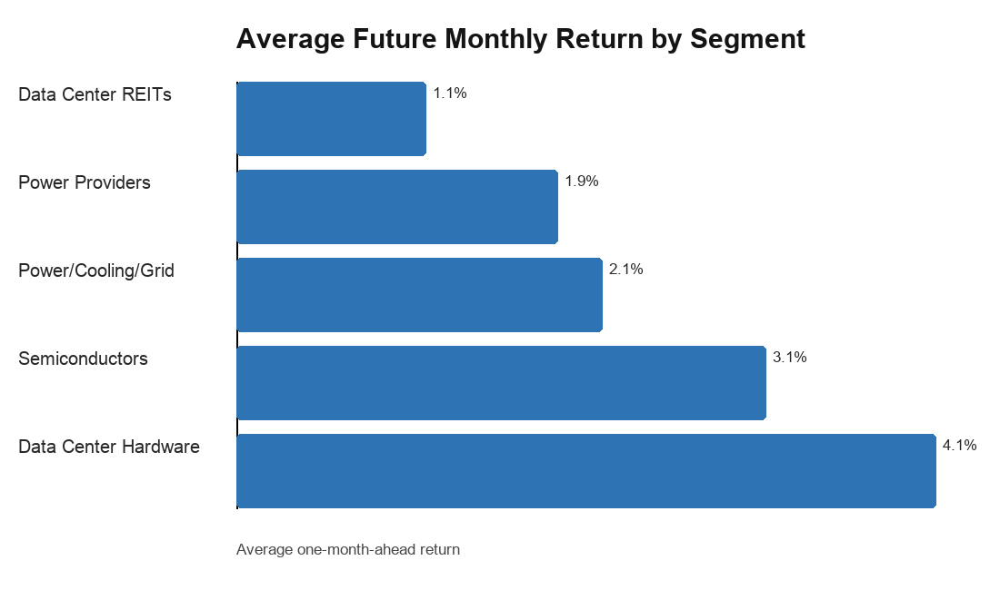 Average Future Monthly Return by Segment
Data Center REITs 1.1%
Power Providers 1.9%
Power/Cooling/Grid 2.1%
Semiconductors 3.1%
Data Center Hardware 4.1%
Average one-month-ahead return